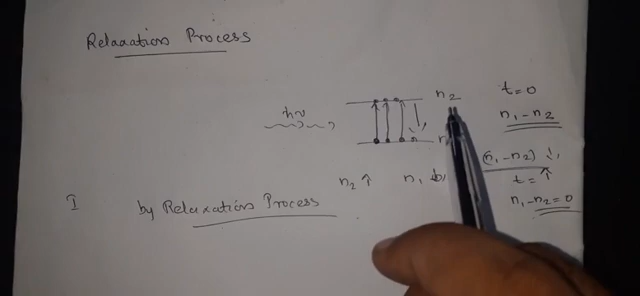 Relaxation Process
hν
n2
t=0
n1-n2
n
(n1-n2) ↓,
n2 ↑ n1 ↓,
t= ↑
n1-n2=0
I by Relaxation Process